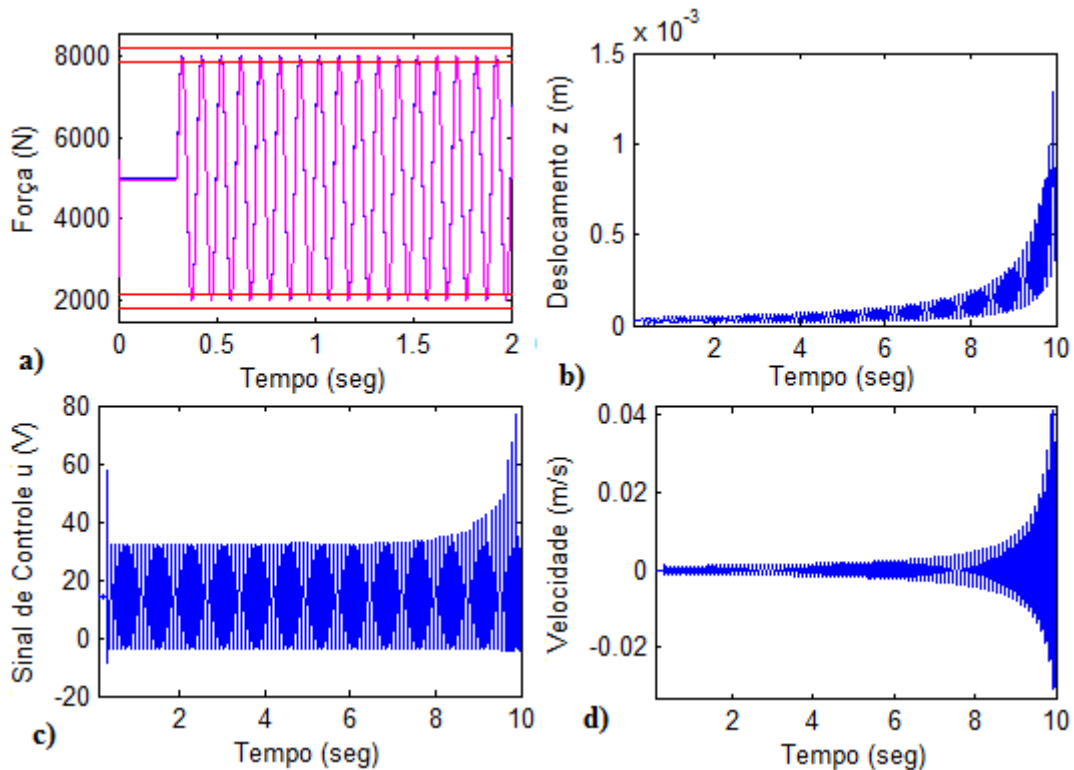 8000
6000
4000
2000
Força (N)
0
0.5
1
1.5
2
a)
Tempo (seg)
x 10⁻³
1.5
1
0.5
0
Deslocamento z (m)
2
4
6
8
10
b)
Tempo (seg)
80
60
40
20
0
-20
Sinal de Controle u (V)
2
4
6
8
10
c)
Tempo (seg)
0.04
0.02
0
-0.02
Velocidade (m/s)
2
4
6
8
10
d)
Tempo (seg)